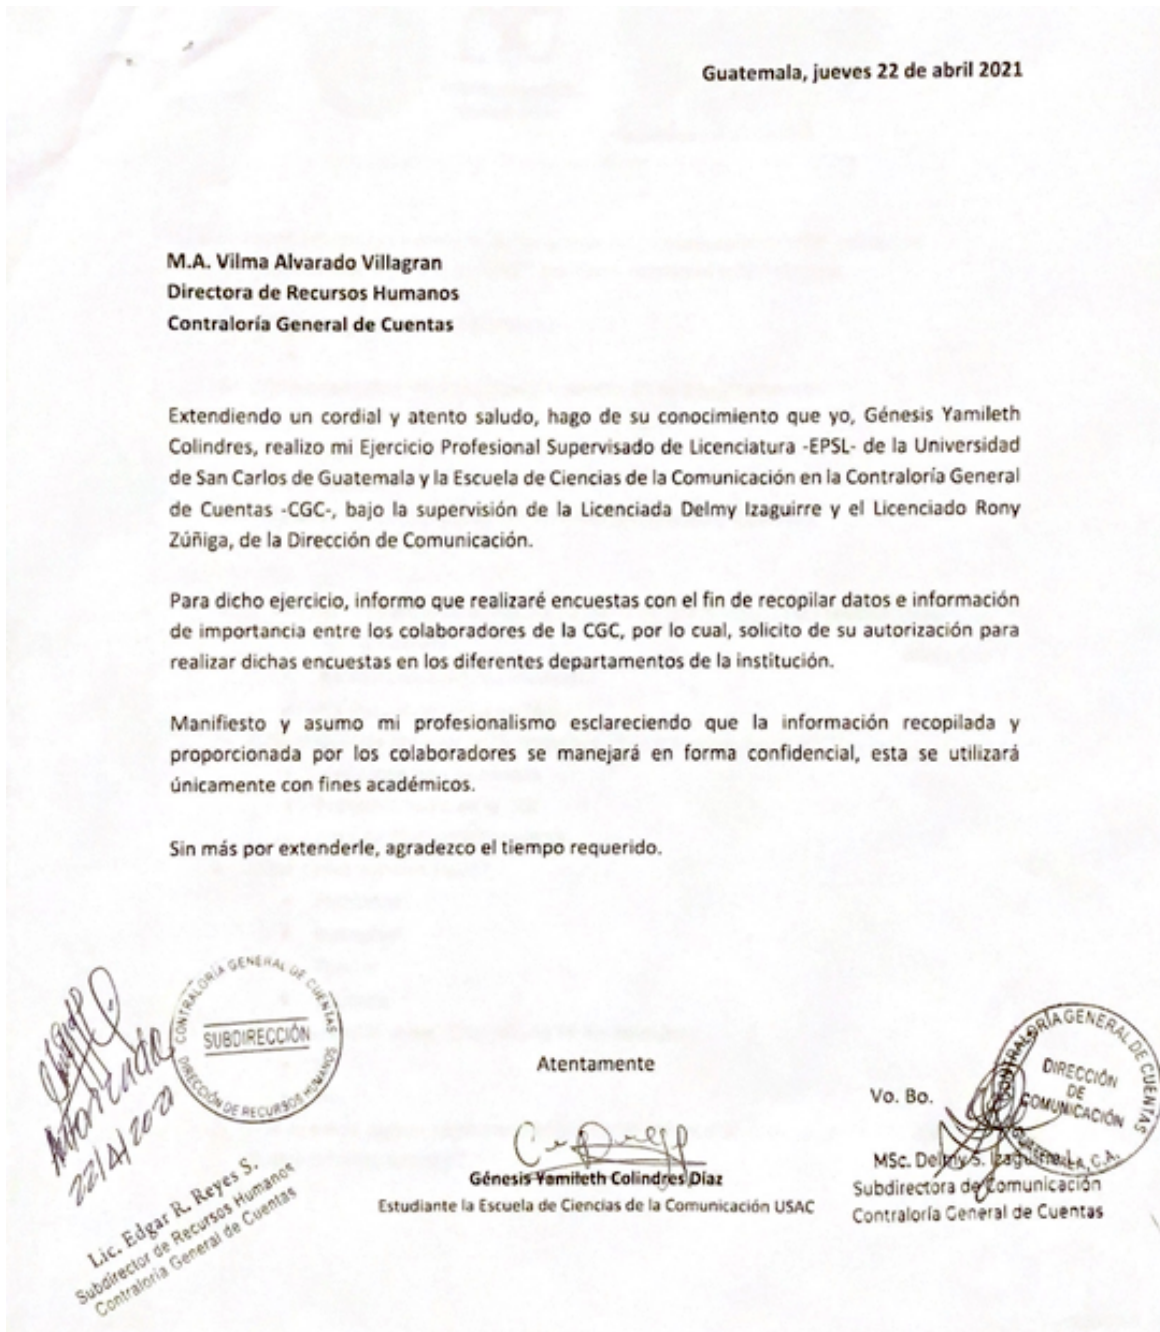 Guatemala, jueves 22 de abril 2021
M.A. Vilma Alvarado Villagran
Directora de Recursos Humanos
Contraloría General de Cuentas
Extendiendo un cordial y atento saludo, hago de su conocimiento que yo, Génesis Yamileth
Colindres, realizo mi Ejercicio Profesional Supervisado de Licenciatura -EPSL- de la Universidad
de San Carlos de Guatemala y la Escuela de Ciencias de la Comunicación en la Contraloría General
de Cuentas -CGC-, bajo la supervisión de la Licenciada Delmy Izaguirre y el Licenciado Rony
Zúñiga, de la Dirección de Comunicación.
Para dicho ejercicio, informo que realizaré encuestas con el fin de recopilar datos e información
de importancia entre los colaboradores de la CGC, por lo cual, solicito de su autorización para
realizar dichas encuestas en los diferentes departamentos de la institución.
Manifiesto y asumo mi profesionalismo esclareciendo que la información recopilada y
proporcionada por los colaboradores se manejará en forma confidencial, esta se utilizará
únicamente con fines académicos.
Sin más por extenderle, agradezco el tiempo requerido.
Autorizado
22/4/2021
CONTRALORÍA GENERAL DE CUENTAS
SUBDIRECCIÓN
DIRECCIÓN DE RECURSOS HUMANOS
Lic. Edgar R. Reyes S.
Subdirector de Recursos Humanos
Contraloría General de Cuentas
Atentamente
Génesis Yamileth Colindres Díaz
Estudiante la Escuela de Ciencias de la Comunicación USAC
Vo. Bo.
CONTRALORÍA GENERAL DE CUENTAS
DIRECCIÓN
DE
COMUNICACIÓN
GUATEMALA, C.A.
MSc. Delmy S. Izaguirre
Subdirectora de Comunicación
Contraloría General de Cuentas